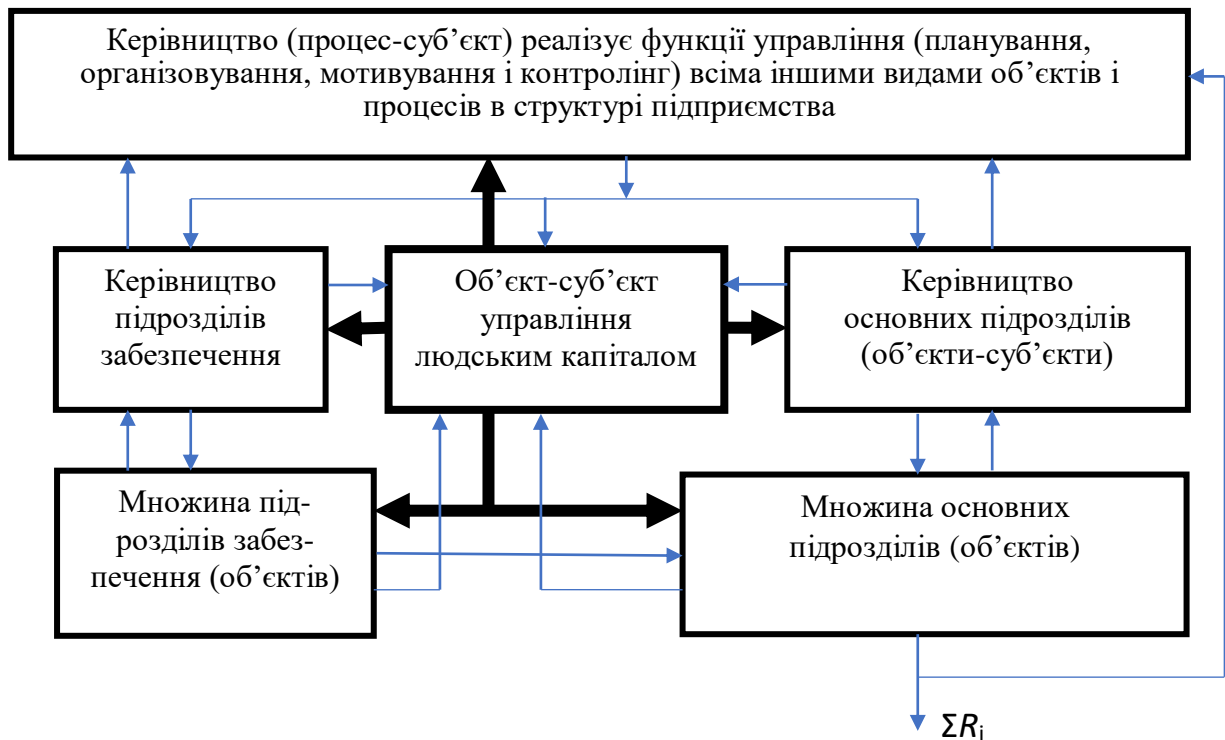 Керівництво (процес-суб’єкт) реалізує функції управління (планування,
організовування, мотивування і контролінг) всіма іншими видами об’єктів і
процесів в структурі підприємства
Керівництво
підрозділів
забезпечення
Об’єкт-суб’єкт
управління
людським капіталом
Керівництво
основних підрозділів
(об’єкти-суб’єкти)
Множина під-
розділів забез-
печення (об’єктів)
Множина основних
підрозділів (об’єктів)
ΣRi